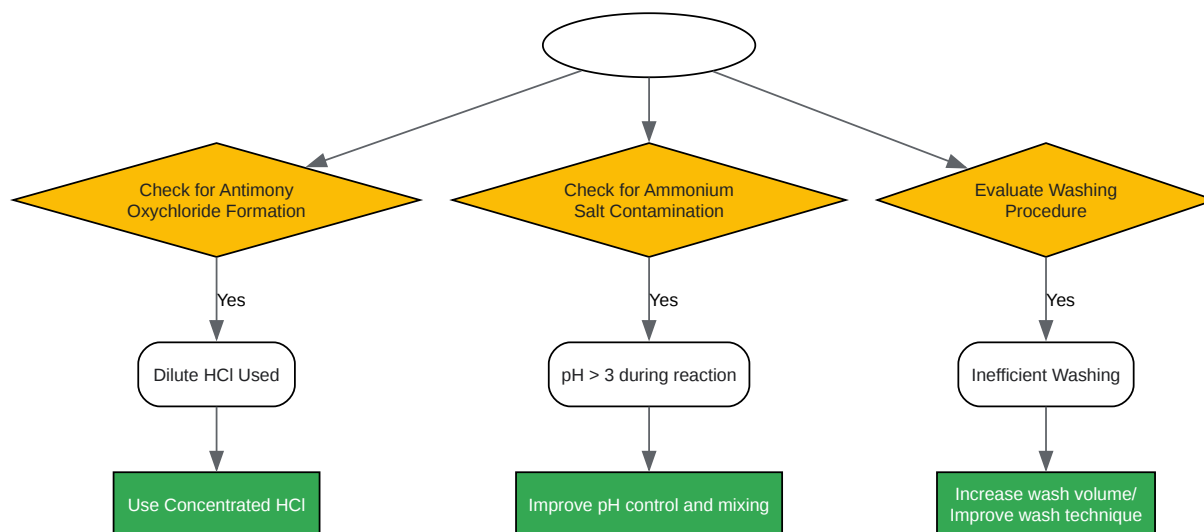 Check for Antimony
Oxychloride Formation
Check for Ammonium
Salt Contamination
Evaluate Washing
Procedure
Yes
Yes
Yes
Dilute HCl Used
pH > 3 during reaction
Inefficient Washing
Use Concentrated HCl
Improve pH control and mixing
Increase wash volume/
Improve wash technique